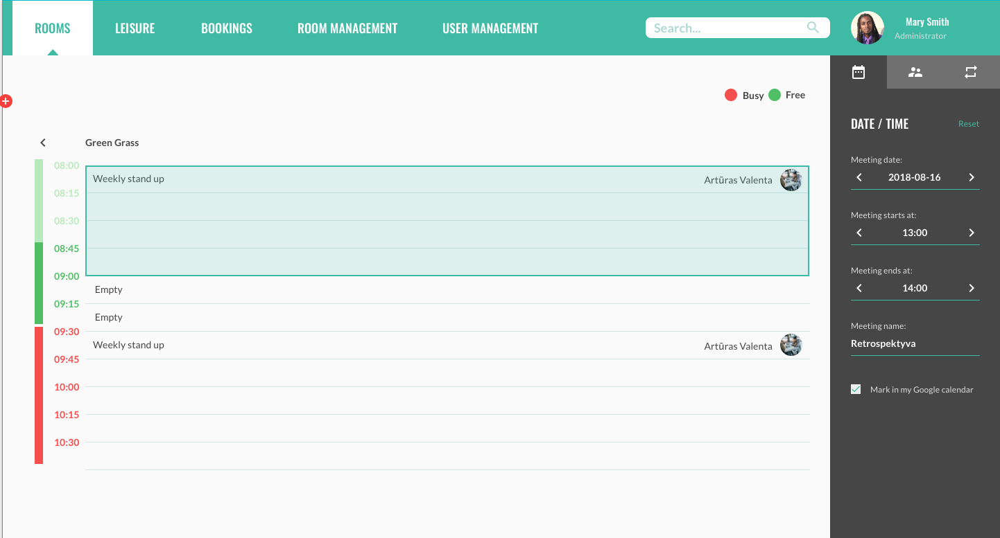 ROOMS
LEISURE
BOOKINGS
ROOM MANAGEMENT
USER MANAGEMENT
Search...
Mary Smith
Administrator
Busy
Free
Green Grass
08:00
Weekly stand up
Artūras Valenta
08:15
08:30
08:45
09:00
Empty
09:15
Empty
09:30
Weekly stand up
Artūras Valenta
09:45
10:00
10:15
10:30
DATE / TIME
Reset
Meeting date:
2018-08-16
Meeting starts at:
13:00
Meeting ends at:
14:00
Meeting name:
Retrospektyva
Mark in my Google calendar